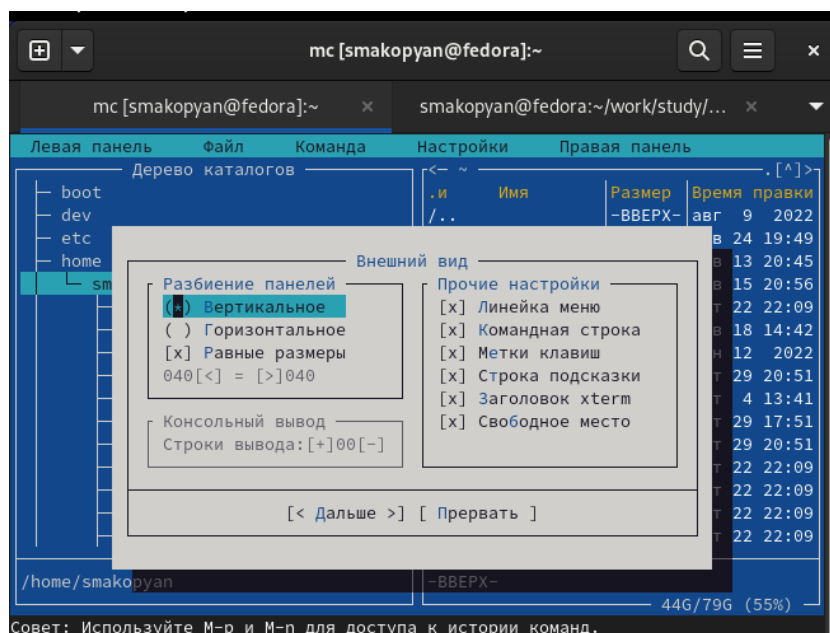 mc [smakopyan@fedora]:~
mc [smakopyan@fedora]:~ × smakopyan@fedora:~/work/study/... ×
Левая панель Файл Команда Настройки Правая панель
Дерево каталогов <— ~ .[^]>
boot .и Имя Размер Время правки
dev /.. -ВВЕРХ- авг 9 2022
etc в 24 19:49
home Внешний вид в 13 20:45
sm Разбиение панелей Прочие настройки в 15 20:56
(*) Вертикальное [x] Линейка меню т 22 22:09
( ) Горизонтальное [x] Командная строка в 18 14:42
[x] Равные размеры [x] Метки клавиш н 12 2022
040[<] = [>]040 [x] Строка подсказки т 29 20:51
[x] Заголовок xterm т 4 13:41
Консольный вывод [x] Свободное место т 29 17:51
Строки вывода:[+]00[-] т 29 20:51
т 22 22:09
т 22 22:09
[< Дальше >] [ Прервать ] т 22 22:09
т 22 22:09
/home/smakopyan -ВВЕРХ-
44G/79G (55%)
Совет: Используйте M-p и M-n для доступа к истории команд.